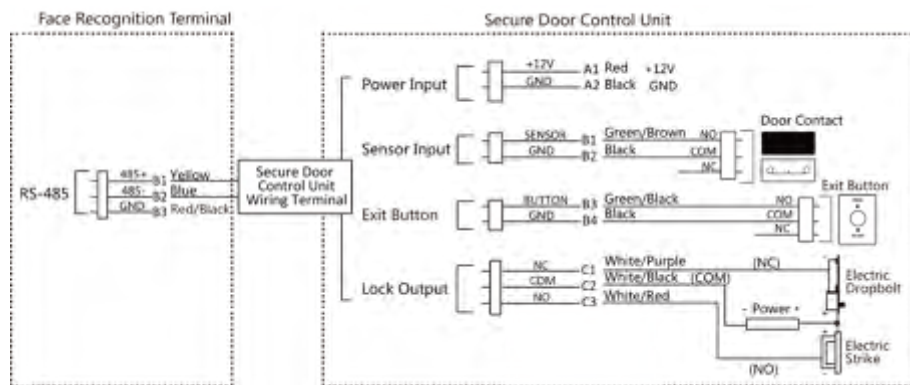 Face Recognition Terminal
Secure Door Control Unit
Power Input
+12V A1 Red +12V
GND A2 Black GND
Door Contact
Sensor Input
SENSOR B1 Green/Brown NO
GND B2 Black COM
NC
RS-485
485+ B1 Yellow
485- B2 Blue
GND B3 Red/Black
Secure Door
Control Unit
Wiring Terminal
Exit Button
Exit Button
BUTTON B3 Green/Black NO
GND B4 Black COM
NC
Lock Output
NC C1 White/Purple (NC)
COM C2 White/Black (COM)
NO C3 White/Red
Electric
Dropbolt
- Power +
Electric
Strike
(NO)